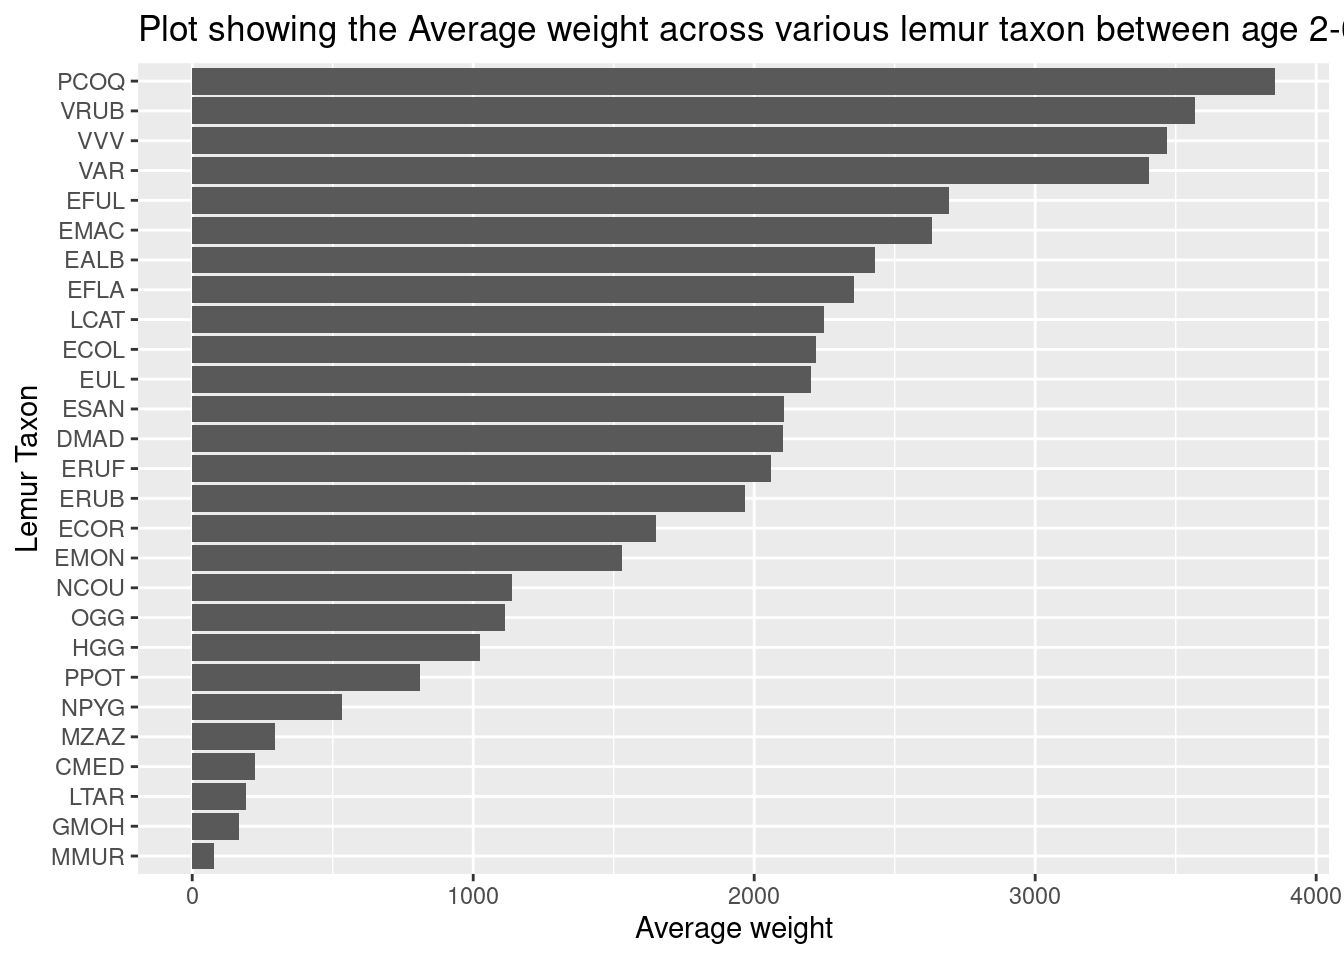 Plot showing the Average weight across various lemur taxon between age 2-
PCOQ
VRUB
VVV
VAR
EFUL
EMAC
EALB
EFLA
LCAT
ECOL
EUL
ESAN
DMAD
ERUF
ERUB
ECOR
EMON
NCOU
OGG
HGG
PPOT
NPYG
MZAZ
CMED
LTAR
GMOH
MMUR
Lemur Taxon
0 1000 2000 3000 4000
Average weight